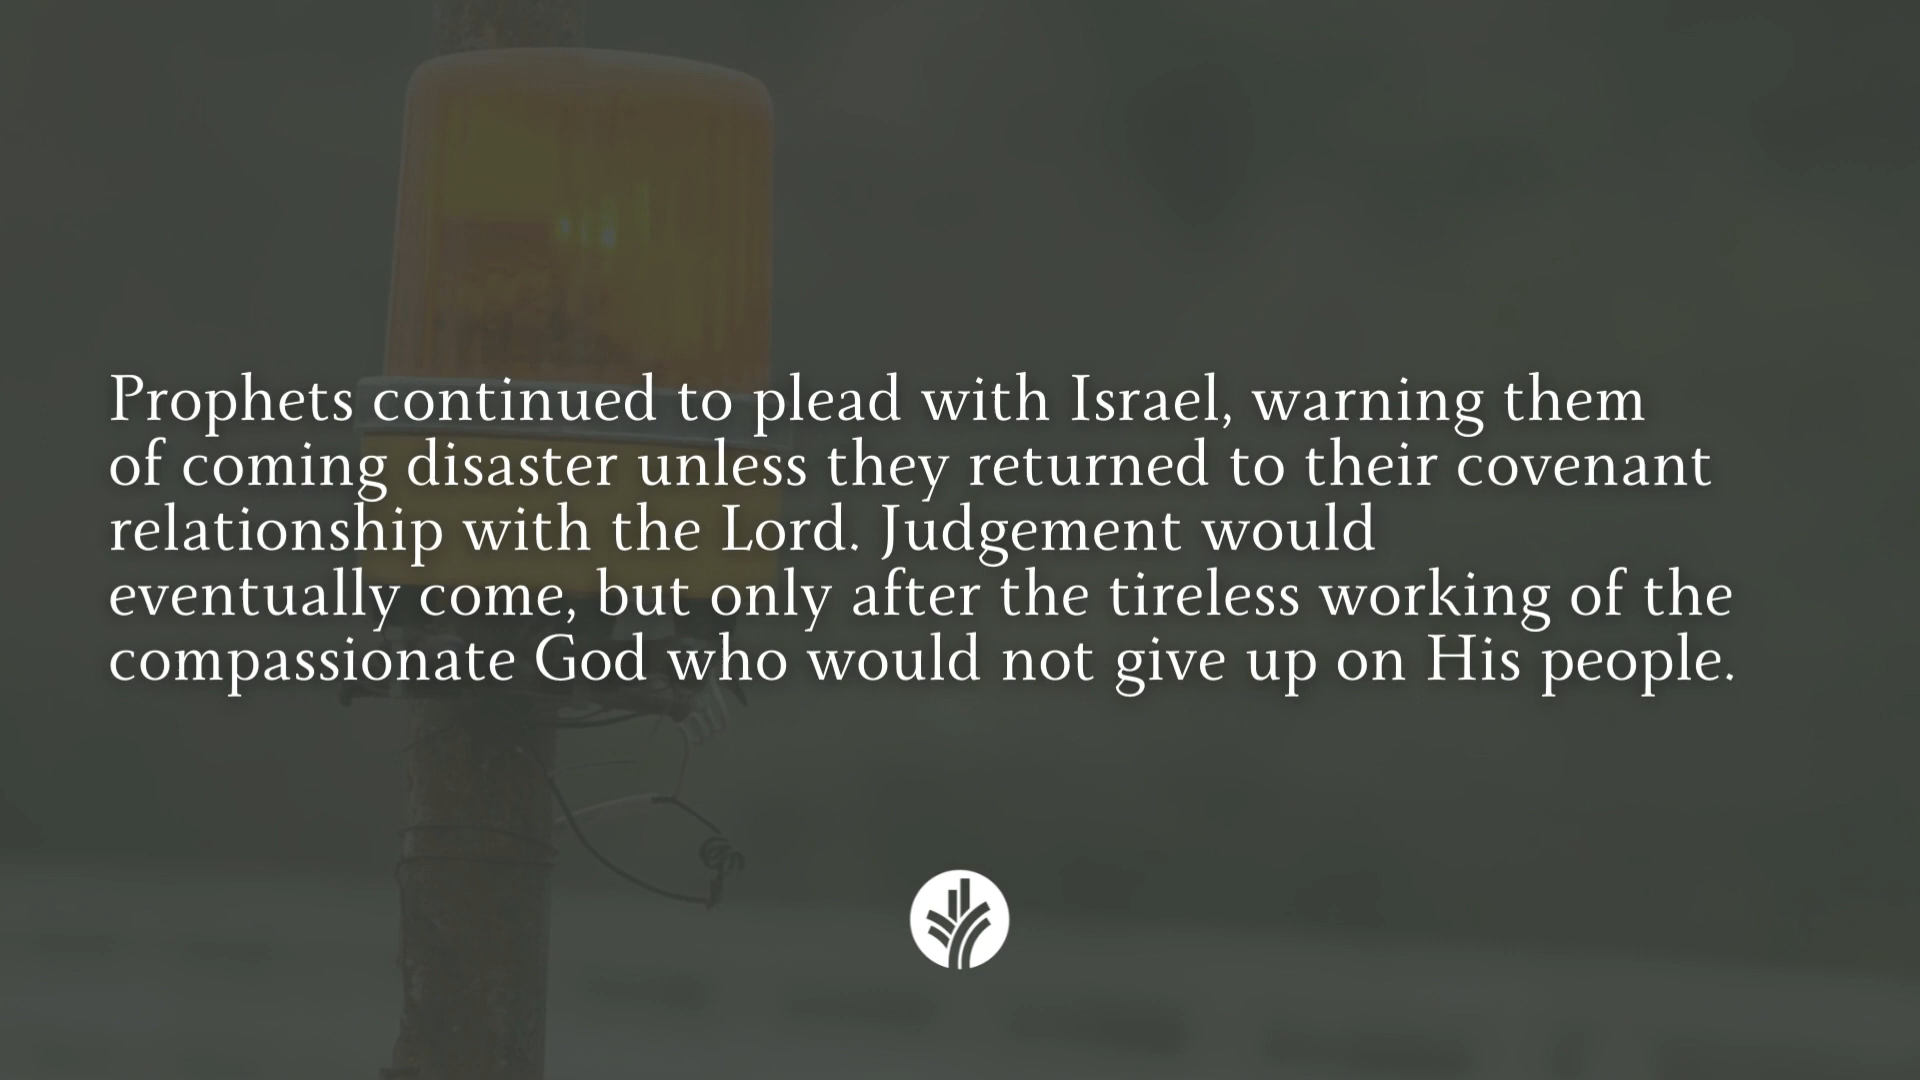 Prophets continued to plead with Israel, warning them
of coming disaster unless they returned to their covenant
relationship with the Lord. Judgement would
eventually come, but only after the tireless working of the
compassionate God who would not give up on His people.